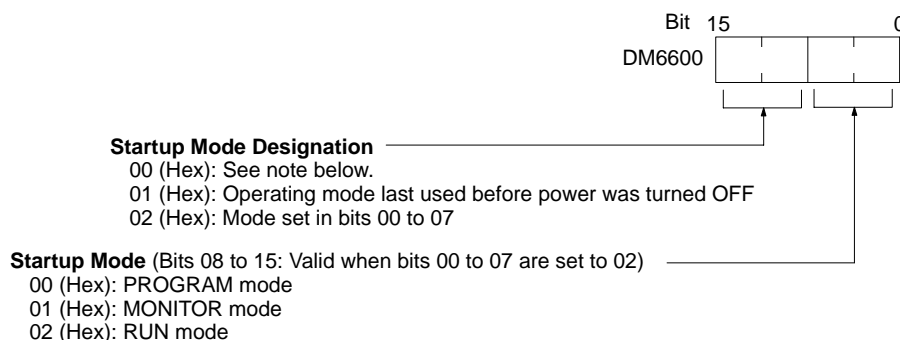 Bit 15 0
DM6600
Startup Mode Designation
00 (Hex): See note below.
01 (Hex): Operating mode last used before power was turned OFF
02 (Hex): Mode set in bits 00 to 07
Startup Mode (Bits 08 to 15: Valid when bits 00 to 07 are set to 02)
00 (Hex): PROGRAM mode
01 (Hex): MONITOR mode
02 (Hex): RUN mode